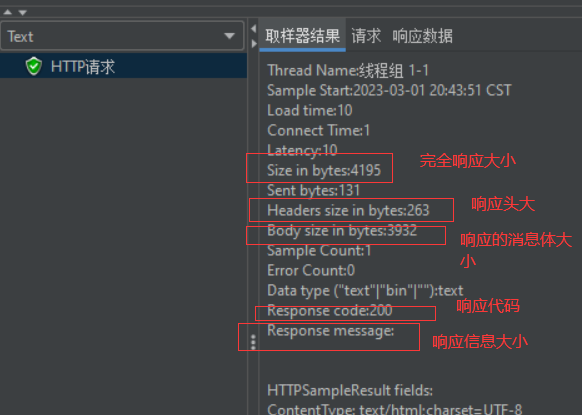 Text
HTTP请求
取样器结果 请求 响应数据
Thread Name:线程组 1-1
Sample Start:2023-03-01 20:43:51 CST
Load time:10
Connect Time:1
Latency:10
Size in bytes:4195
完全响应大小
Sent bytes:131
Headers size in bytes:263
响应头大
Body size in bytes:3932
响应的消息体大
小
Sample Count:1
Error Count:0
Data type ("text"|"bin"|""):text
Response code:200
响应代码
Response message:
响应信息大小
HTTPSampleResult fields:
ContentType: text/html;charset=UTF-8